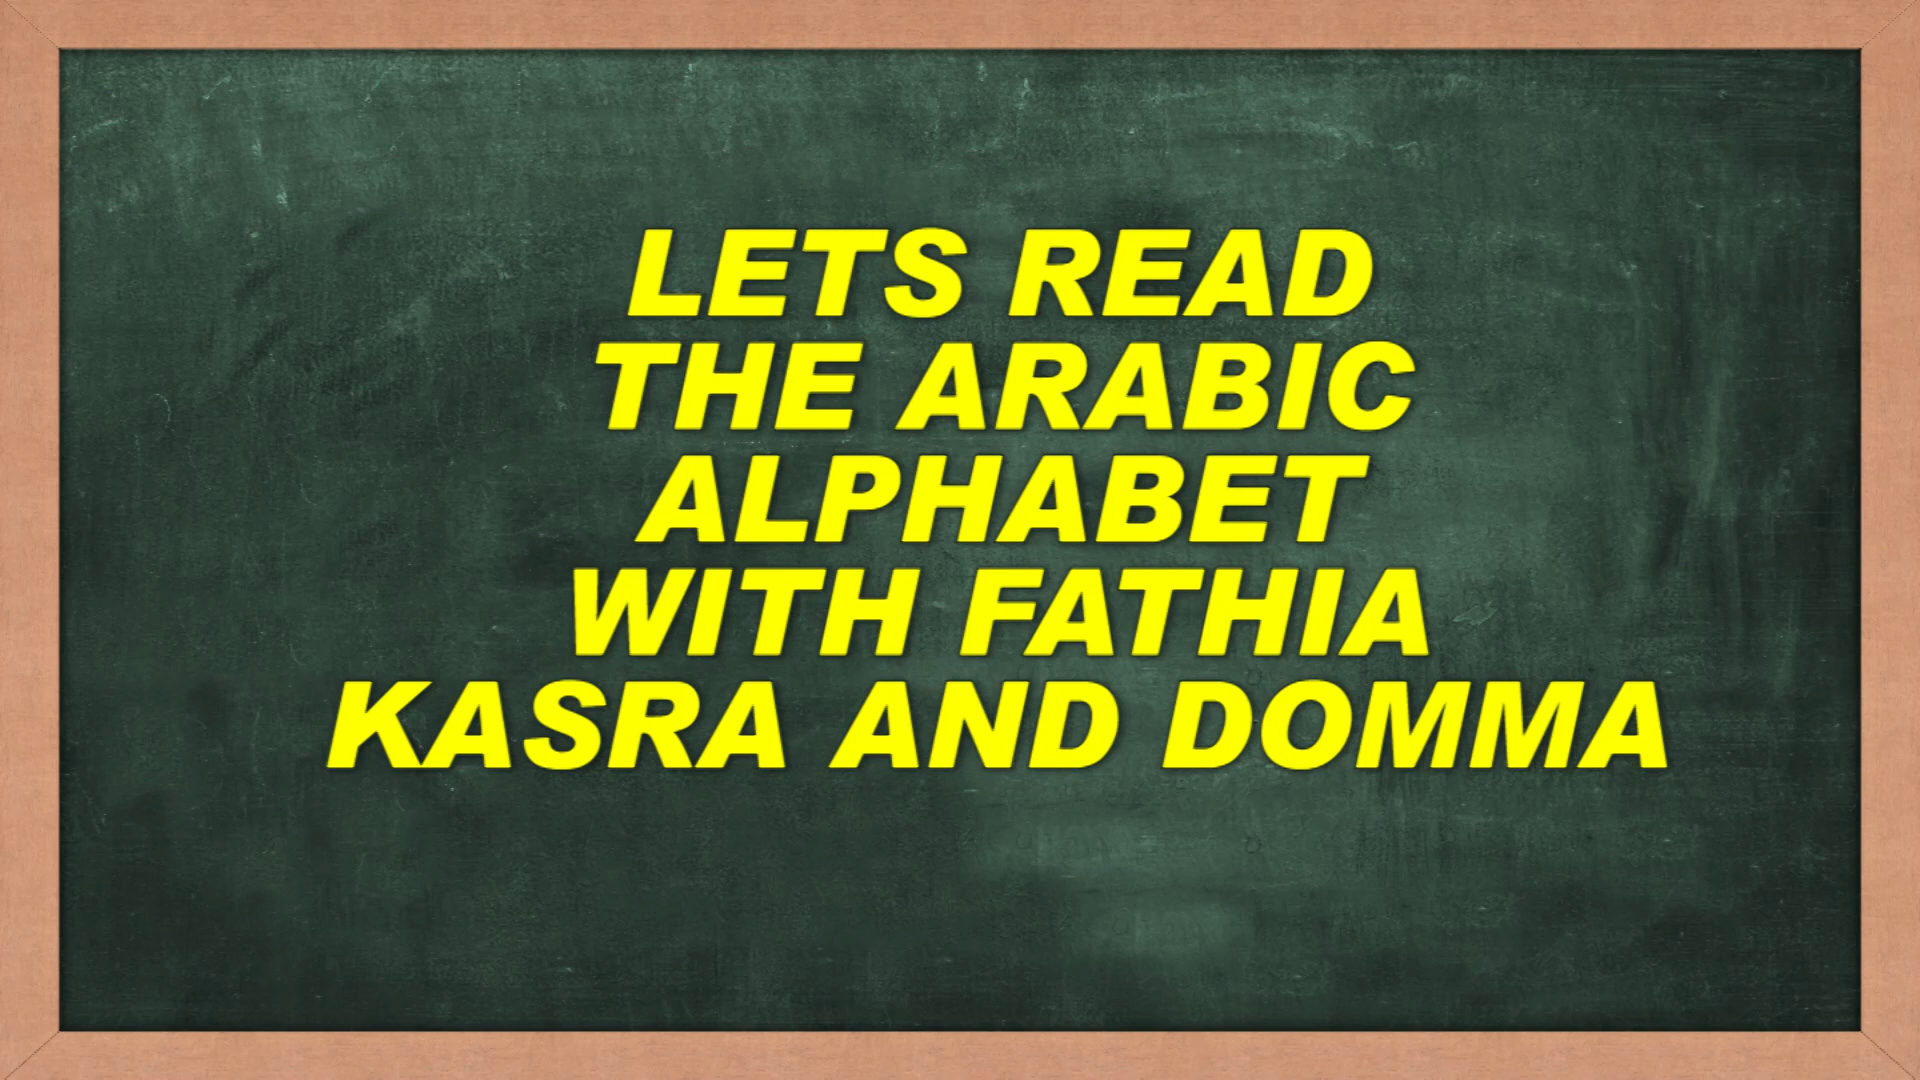 LETS READ
THE ARABIC
ALPHABET
WITH FATHIA
KASRA AND DOMMA